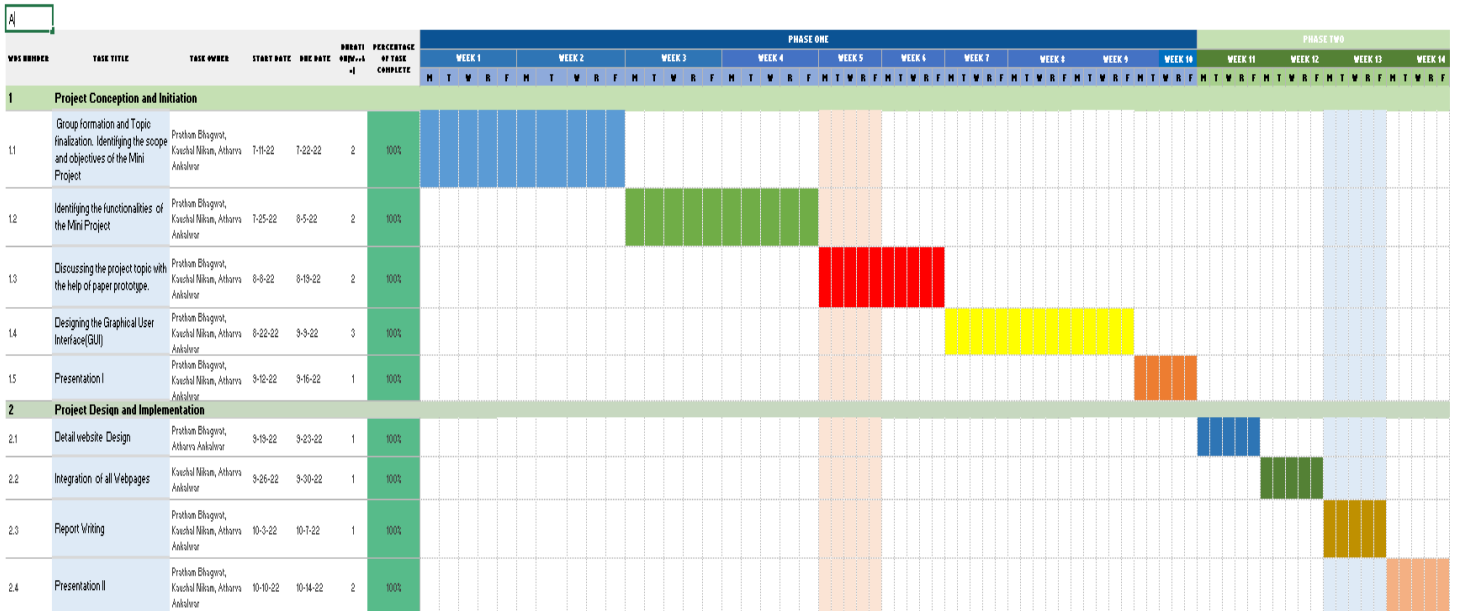 A
PHASE ONE PHASE TWO
WBS NUMBER TASK TITLE TASK OWNER START DATE DUE DATE DURATION(Weeks) PERCENTAGE OF TASK COMPLETE WEEK 1 WEEK 2 WEEK 3 WEEK 4 WEEK 5 WEEK 6 WEEK 7 WEEK 8 WEEK 9 WEEK 10 WEEK 11 WEEK 12 WEEK 13 WEEK 14
M T W R F M T W R F M T W R F M T W R F M T W R F M T W R F M T W R F M T W R F M T W R F M T W R F M T W R F M T W R F M T W R F M T W R F
1 Project Conception and Initiation
1.1 Group formation and Topic finalization. Identifying the scope and objectives of the Mini Project Pratham Bhagwat, Kaushal Nikam, Atharva Ankalwar 7-11-22 7-22-22 2 100%
1.2 Identifying the functionalities of the Mini Project Pratham Bhagwat, Kaushal Nikam, Atharva Ankalwar 7-25-22 8-5-22 2 100%
1.3 Discussing the project topic with the help of paper prototype. Pratham Bhagwat, Kaushal Nikam, Atharva Ankalwar 8-8-22 8-19-22 2 100%
1.4 Designing the Graphical User Interface(GUI) Pratham Bhagwat, Kaushal Nikam, Atharva Ankalwar 8-22-22 9-9-22 3 100%
1.5 Presentation I Pratham Bhagwat, Kaushal Nikam, Atharva Ankalwar 9-12-22 9-16-22 1 100%
2 Project Design and Implementation
2.1 Detail website Design Pratham Bhagwat, Atharva Ankalwar 9-19-22 9-23-22 1 100%
2.2 Integration of all Webpages Kaushal Nikam, Atharva Ankalwar 9-26-22 9-30-22 1 100%
2.3 Report Writing Pratham Bhagwat, Kaushal Nikam, Atharva Ankalwar 10-3-22 10-7-22 1 100%
2.4 Presentation II Pratham Bhagwat, Kaushal Nikam, Atharva Ankalwar 10-10-22 10-14-22 2 100%